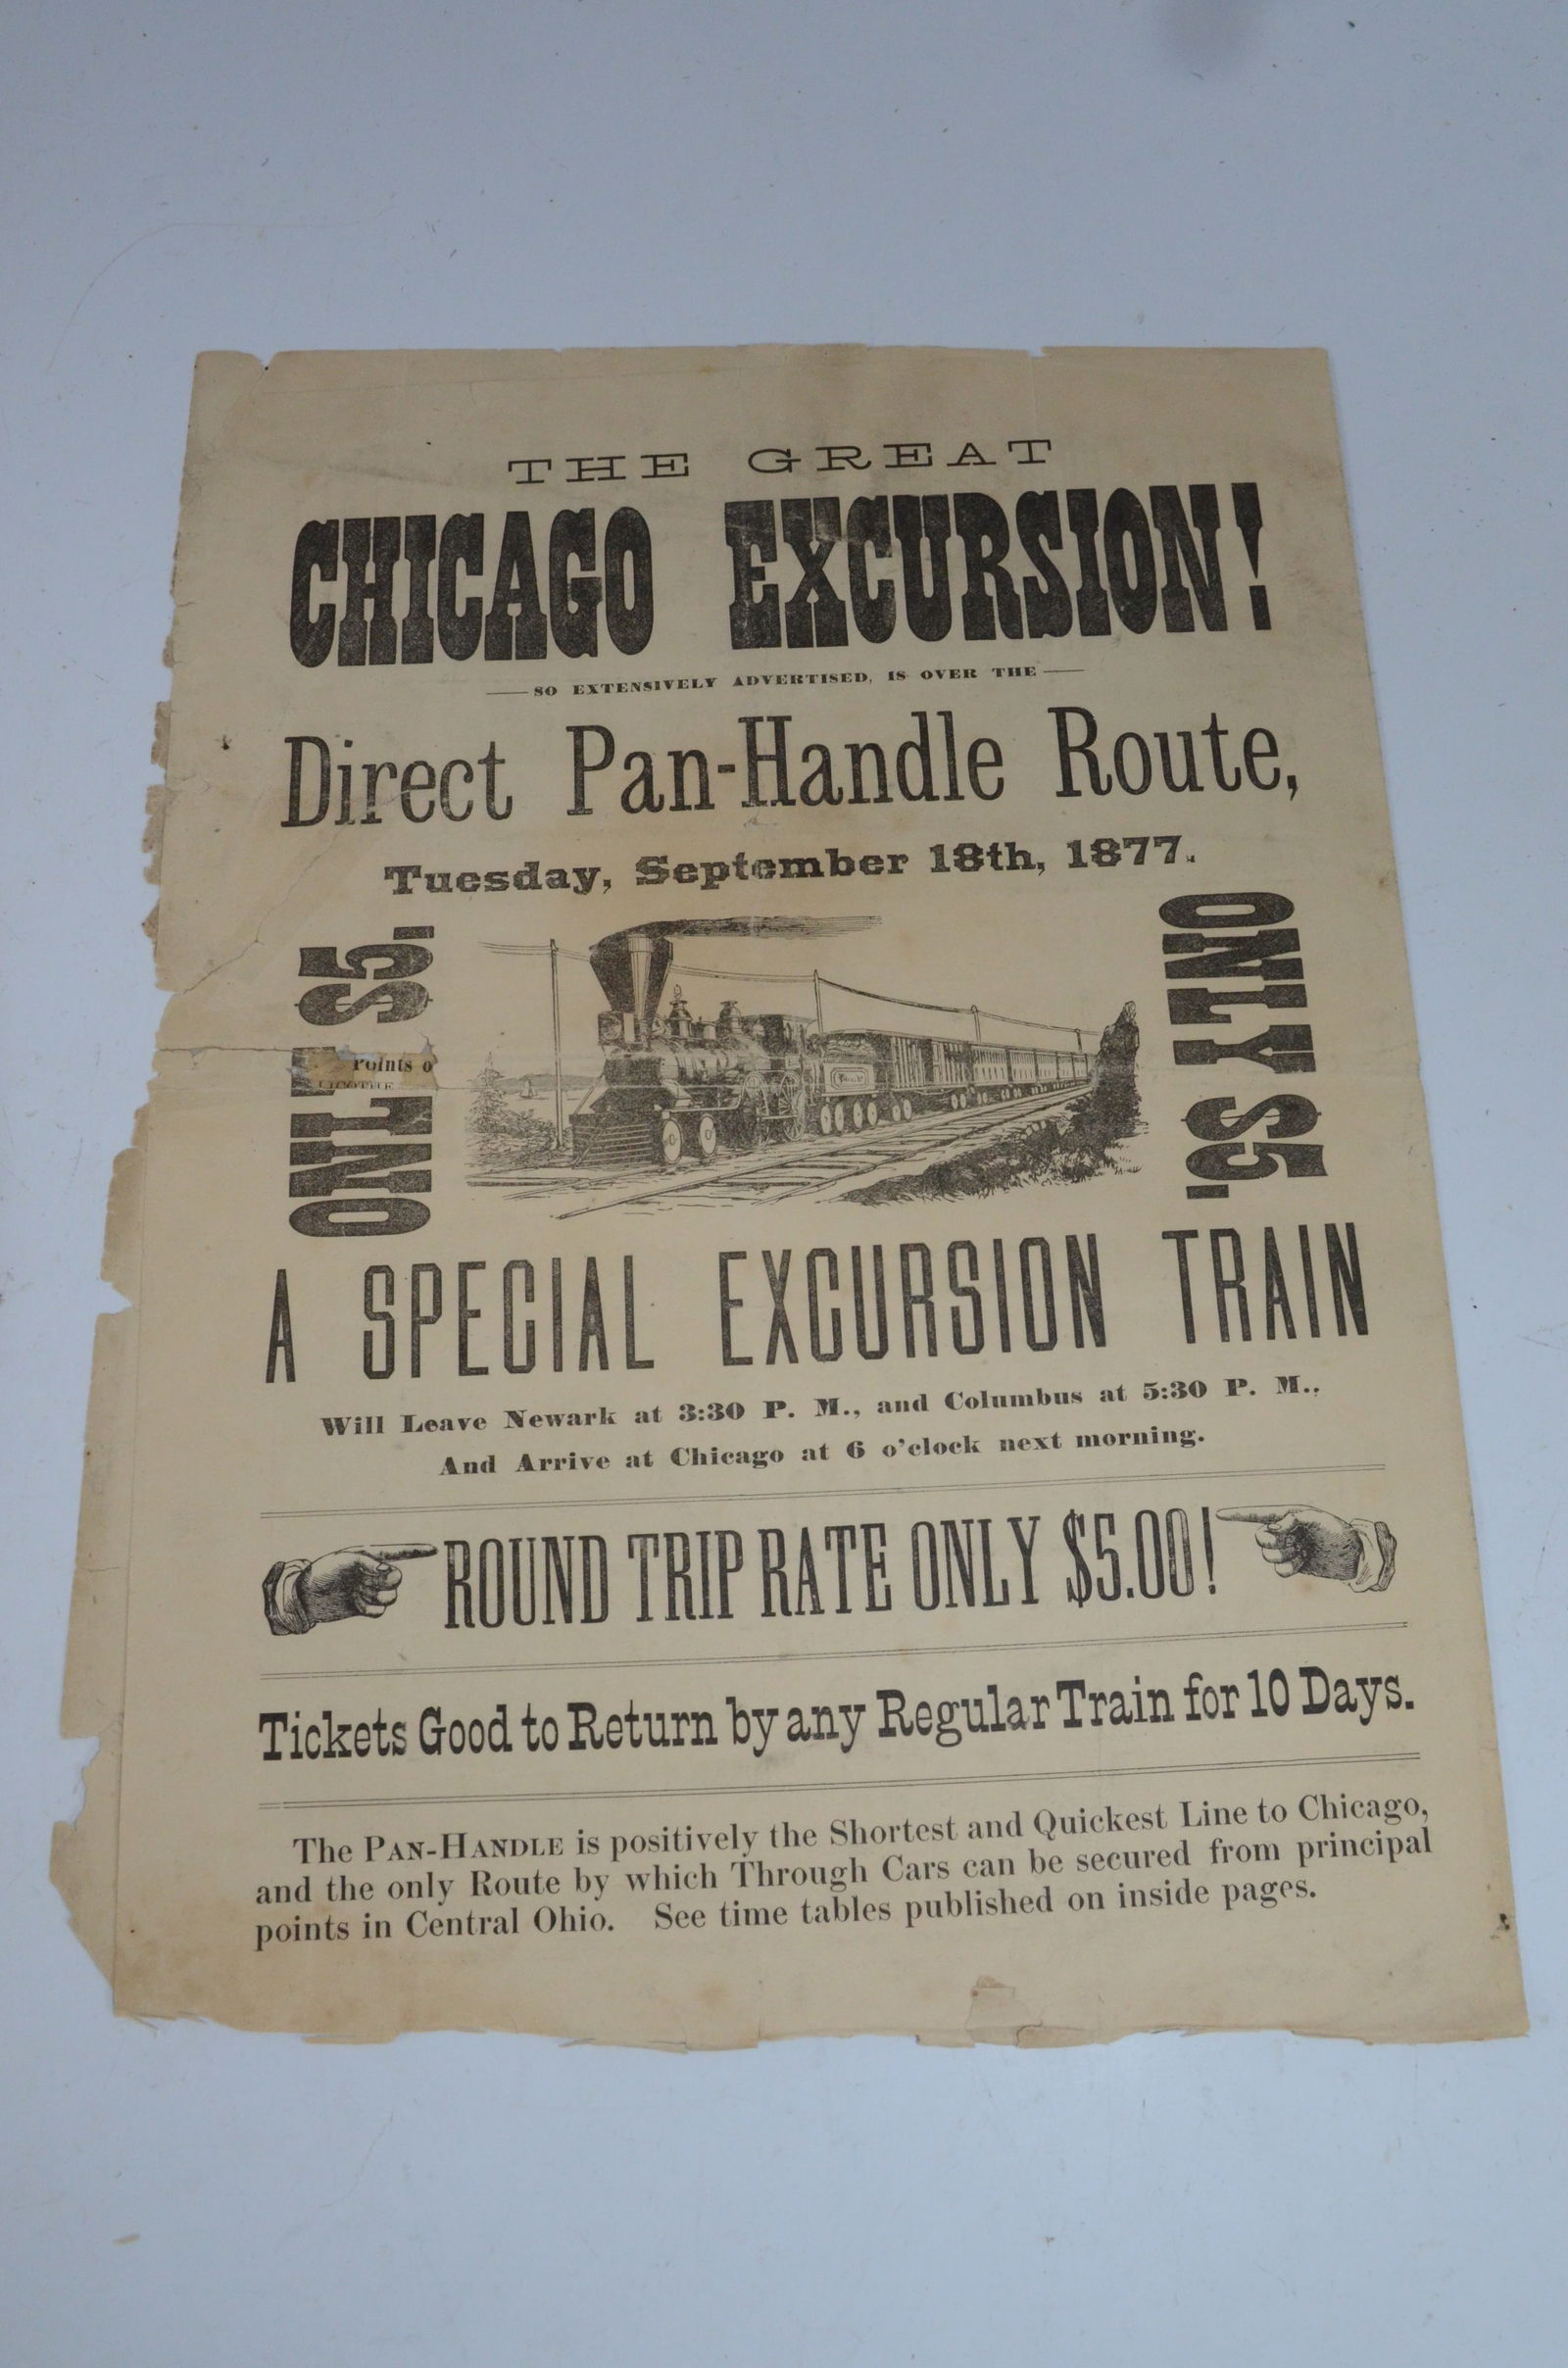 THE GREAT
CHICAGO EXCURSION!
SO EXTENSIVELY ADVERTISED, IS OVER THE
Direct Pan-Handle Route,
Tuesday, September 18th, 1877.
ONLY $5.
Points o
ONLY $5.
A SPECIAL EXCURSION TRAIN
Will Leave Newark at 3:30 P. M., and Columbus at 5:30 P. M.,
And Arrive at Chicago at 6 o'clock next morning.
ROUND TRIP RATE ONLY $5.00!
Tickets Good to Return by any Regular Train for 10 Days.
The PAN-HANDLE is positively the Shortest and Quickest Line to Chicago,
and the only Route by which Through Cars can be secured from principal
points in Central Ohio. See time tables published on inside pages.